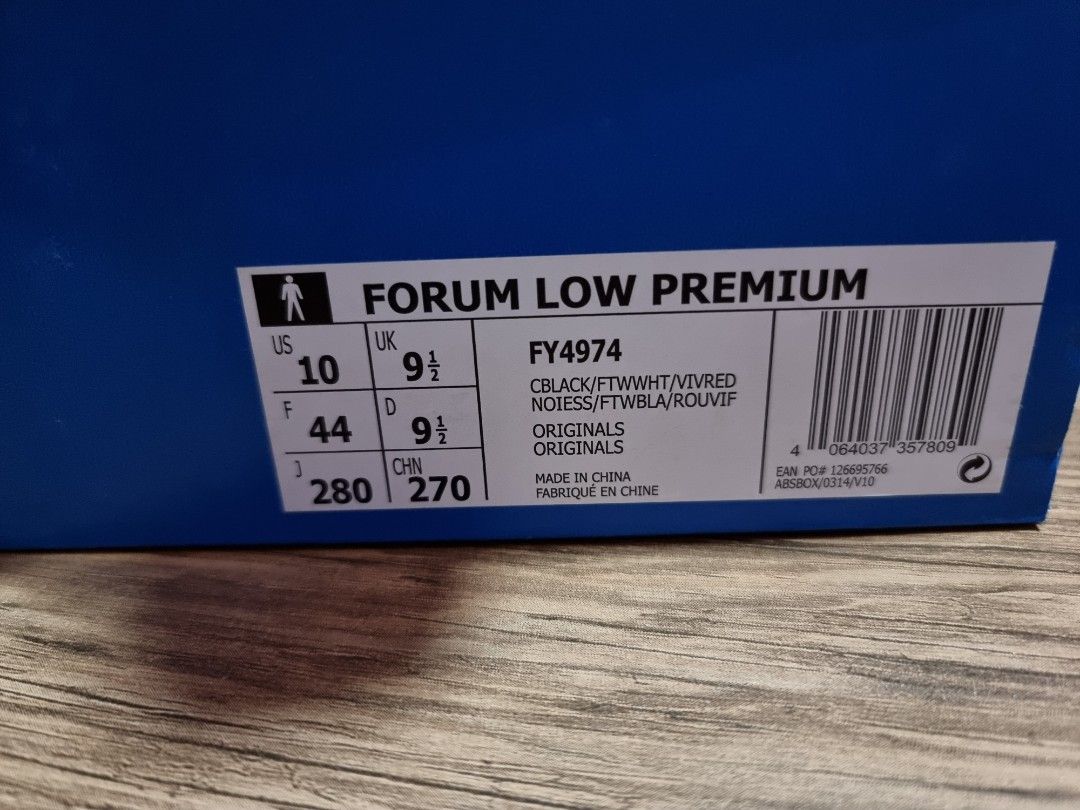 FORUM LOW PREMIUM
US 10
UK 9 1/2
F 44
D 9 1/2
J 280
CHN 270
FY4974
CBLACK/FTWWHT/VIVRED
NOIESS/FTWBLA/ROUVIF
ORIGINALS
ORIGINALS
MADE IN CHINA
FABRIQUÉ EN CHINE
4 064037 357809
EAN PO# 126695766
ABSBOX/0314/V10